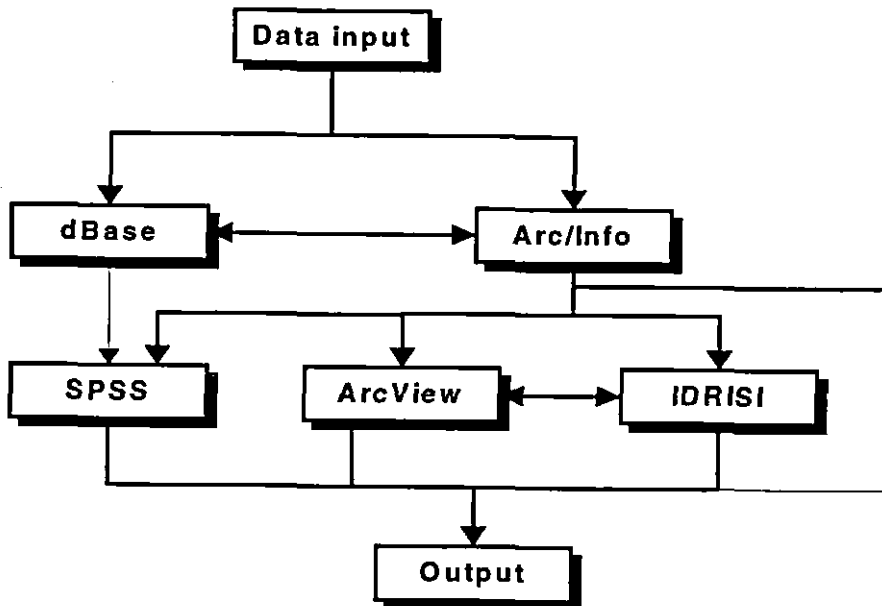 Data input
dBase
Arc/Info
SPSS
ArcView
IDRISI
Output